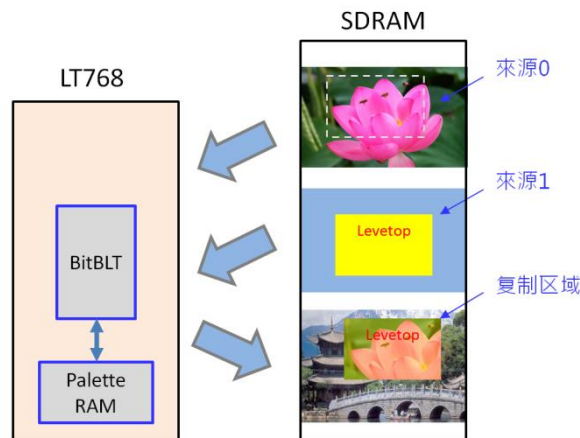 SDRAM
LT768
來源0
來源1
Levetop
BitBLT
复制区域
Levetop
Palette
RAM